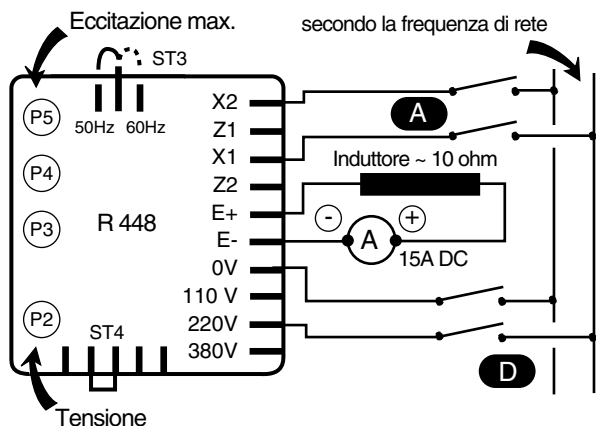 Eccitazione max.
secondo la frequenza di rete
ST3
50Hz 60Hz
P5
P4
P3
P2
R 448
ST4
X2
Z1
X1
Z2
E+
E-
0V
110 V
220V
380V
A
Induttore ~ 10 ohm
- A +
15A DC
D
Tensione